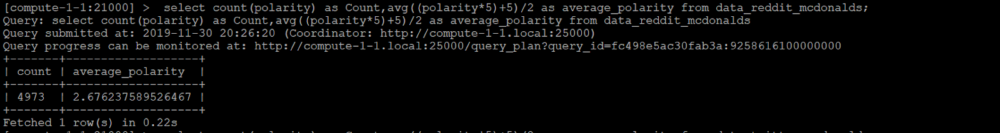 [compute-1-1:21000] >  select count(polarity) as Count,avg((polarity*5)+5)/2 as average_polarity from data_reddit_mcdonalds;
Query: select count(polarity) as Count,avg((polarity*5)+5)/2 as average_polarity from data_reddit_mcdonalds
Query submitted at: 2019-11-30 20:26:20 (Coordinator: http://compute-1-1.local:25000)
Query progress can be monitored at: http://compute-1-1.local:25000/query_plan?query_id=fc498e5ac30fab3a:9258616100000000
+-------+-------------------+
| count | average_polarity  |
+-------+-------------------+
| 4973  | 2.676237589526467 |
+-------+-------------------+
Fetched 1 row(s) in 0.22s